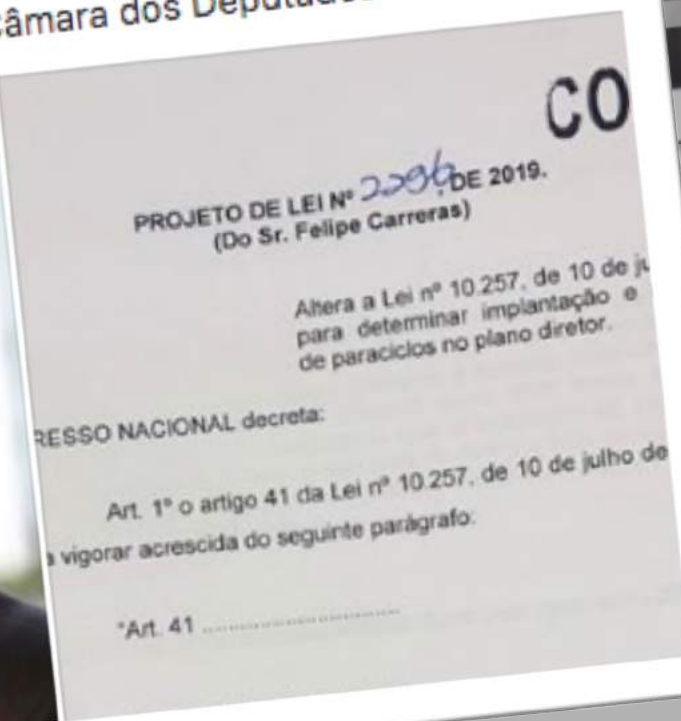 câmara dos Deputados
CO
PROJETO DE LEI Nº 2296 DE 2019.
(Do Sr. Felipe Carreras)
Altera a Lei nº 10.257, de 10 de ju
para determinar implantação e
de paraciclos no plano diretor.
RESSO NACIONAL decreta:
Art. 1º o artigo 41 da Lei nº 10.257, de 10 de julho de
a vigorar acrescida do seguinte parágrafo:
"Art. 41 ................................